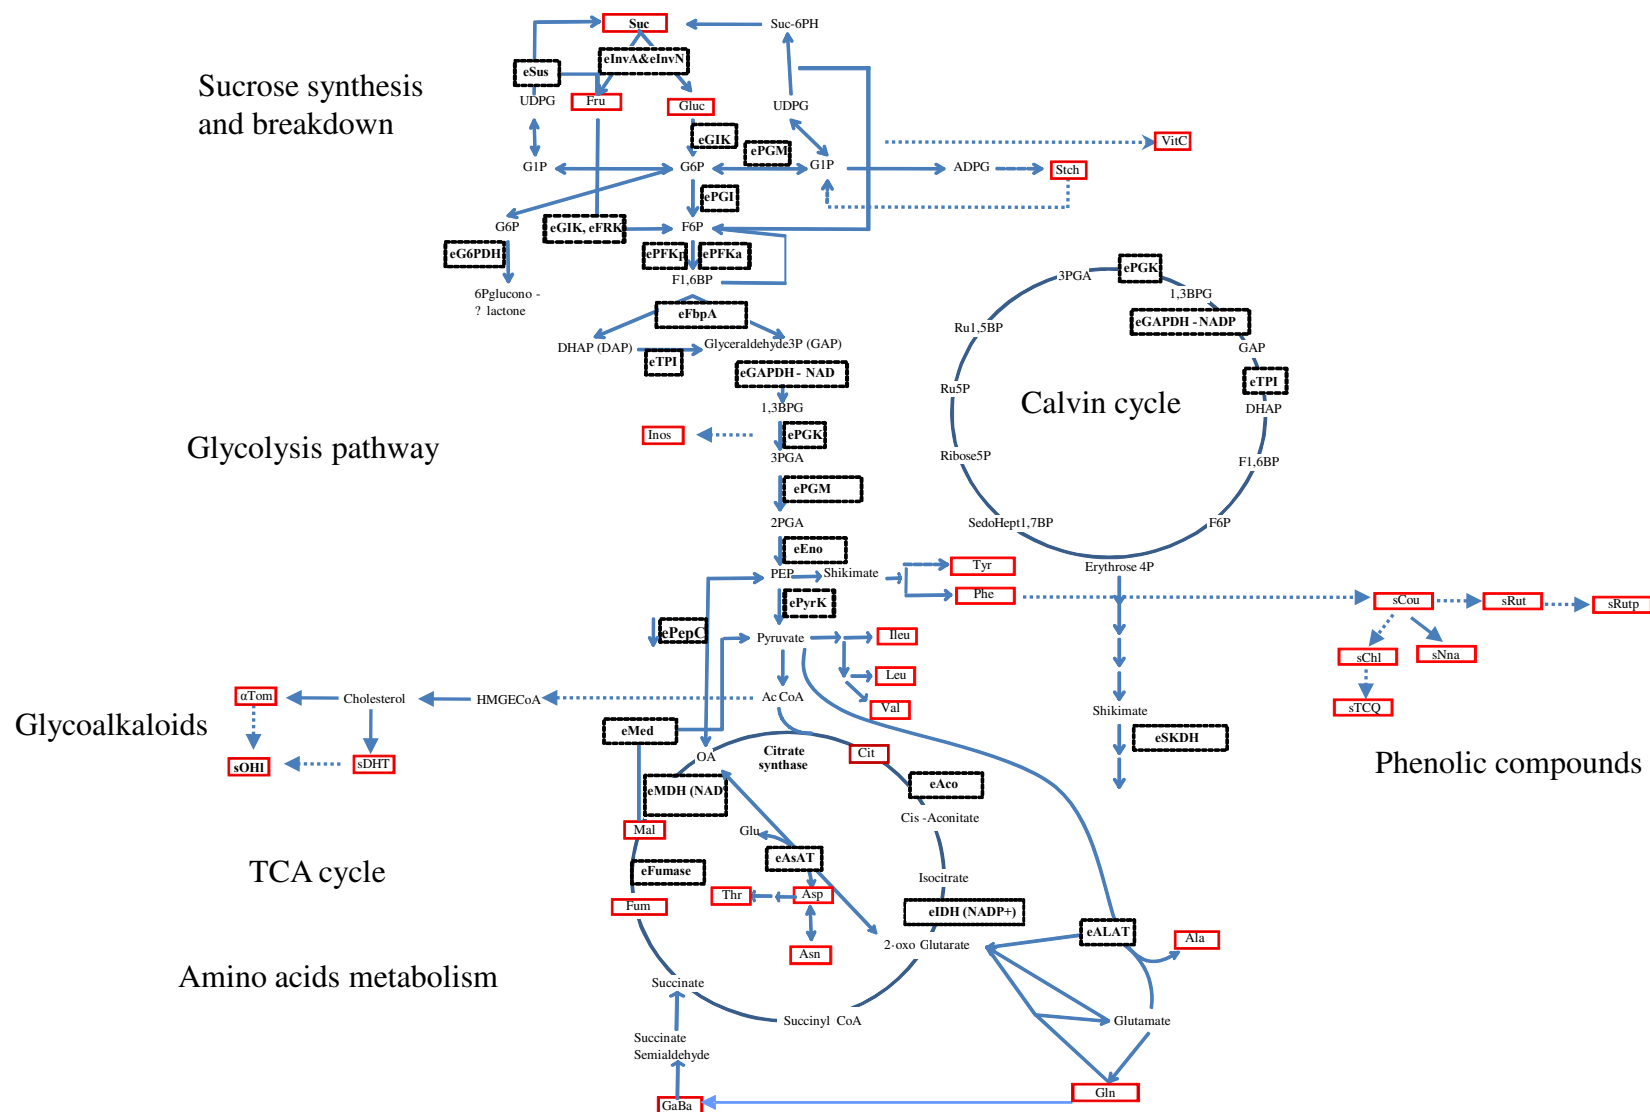 Suc
Suc-6PH
eInvA&eInvN
eSus
Sucrose synthesis
and breakdown
UDPG
Fru
Gluc
UDPG
eGIK
ePGM
VitC
G1P
G6P
G1P
ADPG
Stch
ePGI
G6P
eGIK, eFRK
F6P
eG6PDH
ePFKp
ePFKa
F1,6BP
6Pglucono -
? lactone
eFbpA
DHAP (DAP)
Glyceraldehyde3P (GAP)
eTPI
eGAPDH - NAD
1,3BPG
Inos
ePGK
3PGA
Glycolysis pathway
ePGM
2PGA
eEno
PEP
Shikimate
Tyr
Phe
ePyrK
3PGA
ePGK
1,3BPG
eGAPDH - NADP
Ru1,5BP
GAP
eTPI
Ru5P
Calvin cycle
DHAP
Ribose5P
F1,6BP
SedoHept1,7BP
F6P
Erythrose 4P
sCou
sRut
sRutp
sChl
sNna
sTCQ
Shikimate
eSKDH
Phenolic compounds
ePepC
Pyruvate
Ileu
Leu
Val
αTom
Cholesterol
HMGECoA
Ac CoA
Glycoalkaloids
sOHl
sDHT
eMed
OA
Citrate
synthase
Cit
eMDH (NAD
eAco
Cis -Aconitate
Mal
Glu
eAsAT
TCA cycle
eFumase
Isocitrate
Thr
Asp
Fum
eIDH (NADP+)
2-oxo Glutarate
Asn
eALAT
Ala
Amino acids metabolism
Succinate
Succinyl CoA
Glutamate
Succinate
Semialdehyde
Gln
GaBa